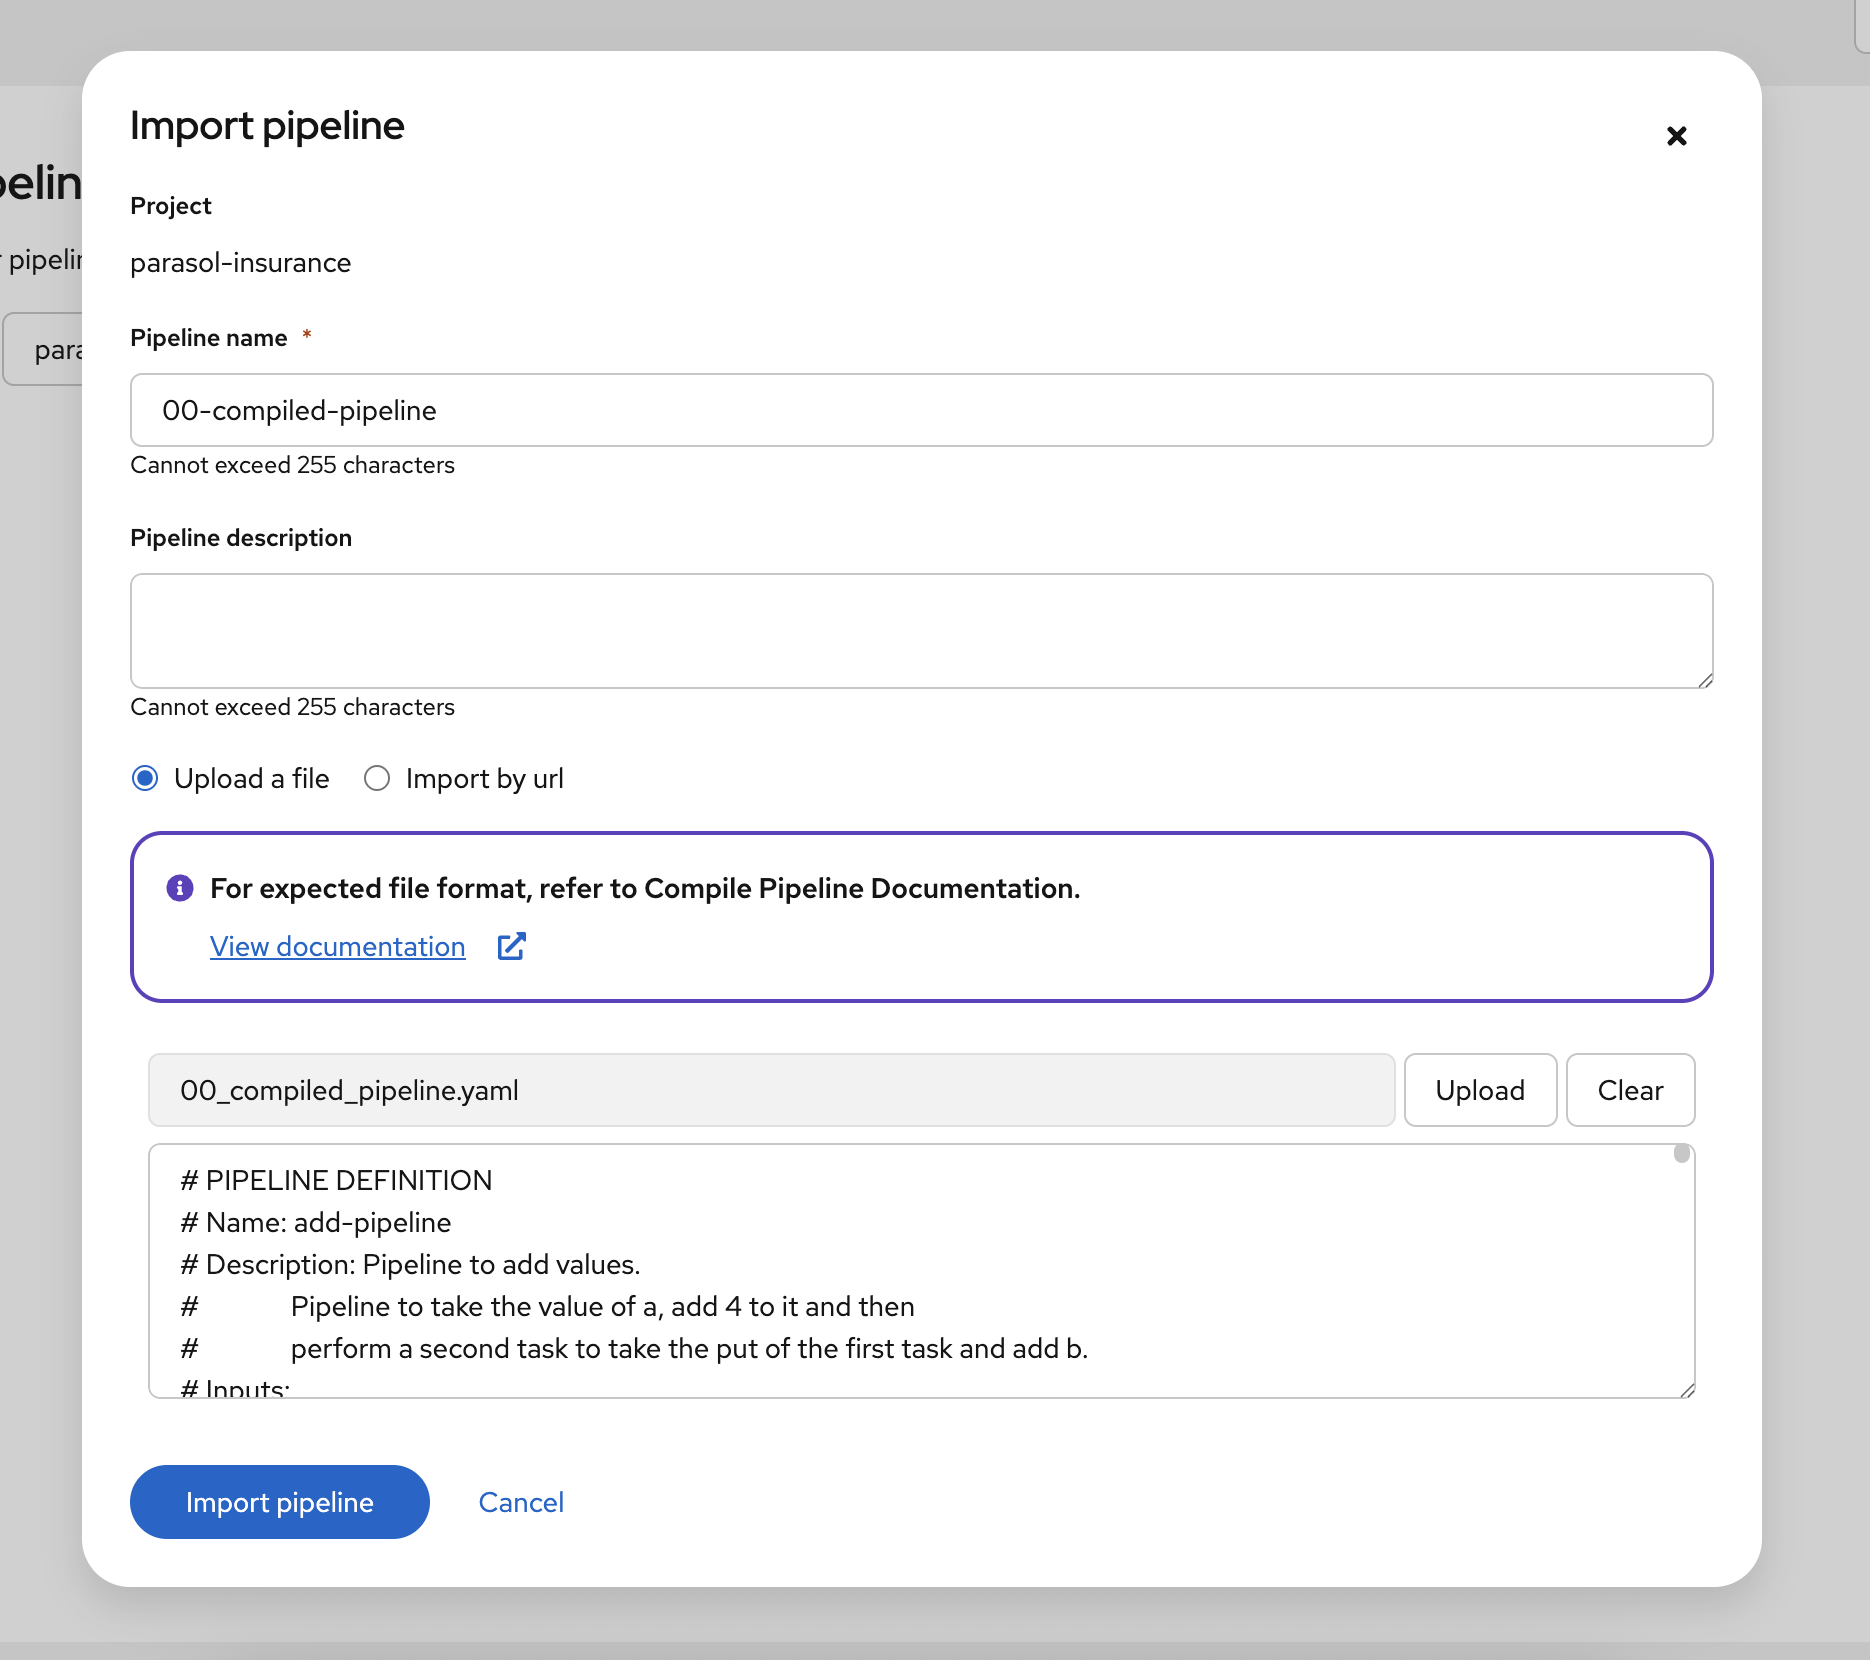 Import pipeline
Project
parasol-insurance
Pipeline name *
00-compiled-pipeline
Cannot exceed 255 characters
Pipeline description
Cannot exceed 255 characters
Upload a file Import by url
For expected file format, refer to Compile Pipeline Documentation.
View documentation
00_compiled_pipeline.yaml Upload Clear
# PIPELINE DEFINITION
# Name: add-pipeline
# Description: Pipeline to add values.
# Pipeline to take the value of a, add 4 to it and then
# perform a second task to take the put of the first task and add b.
# Inputs:
Import pipeline Cancel